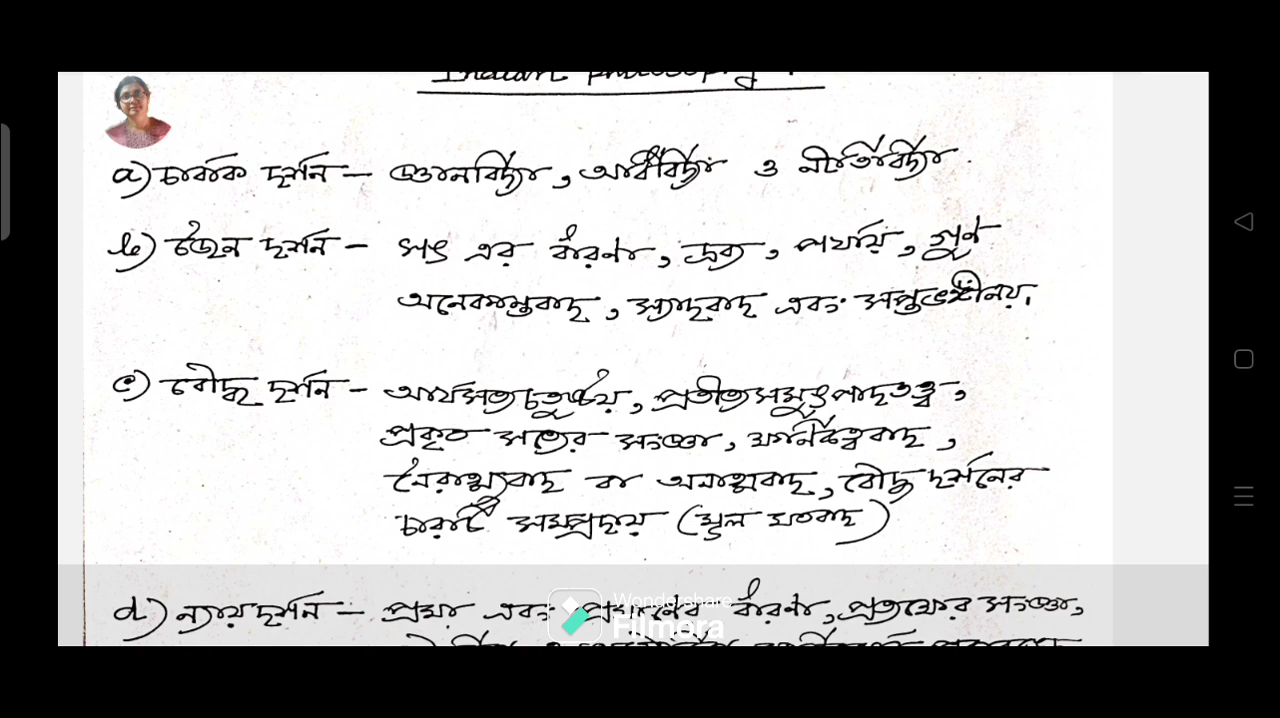 Indian philosophy :
a) চার্বাক দর্শন – জ্ঞানবিদ্যা, অধিবিদ্যা ও নীতিবিদ্যা.
b) জৈন দর্শন – সৎ এর ধারণা, দ্রব্য, পর্যায়, গুণ
অনেকান্তবাদ, স্যাদবাদ এবং সপ্তভঙ্গীনয়।
c) বৌদ্ধ দর্শন – আর্যসত্য চতুষ্টয়, প্রতীত্যসমুৎপাদতত্ত্ব,
প্রকৃত সত্যের সংজ্ঞা, ক্ষণিকত্ববাদ,
নৈরাত্ম্যবাদ বা অনাত্মবাদ, বৌদ্ধ দর্শনের
চারটি সম্প্রদায় (মূল মতবাদ)
d) ন্যায়দর্শন – প্রমা এবং প্রমাণের ধারণা, প্রত্যক্ষের সংজ্ঞা,
Wondershare
Filmora